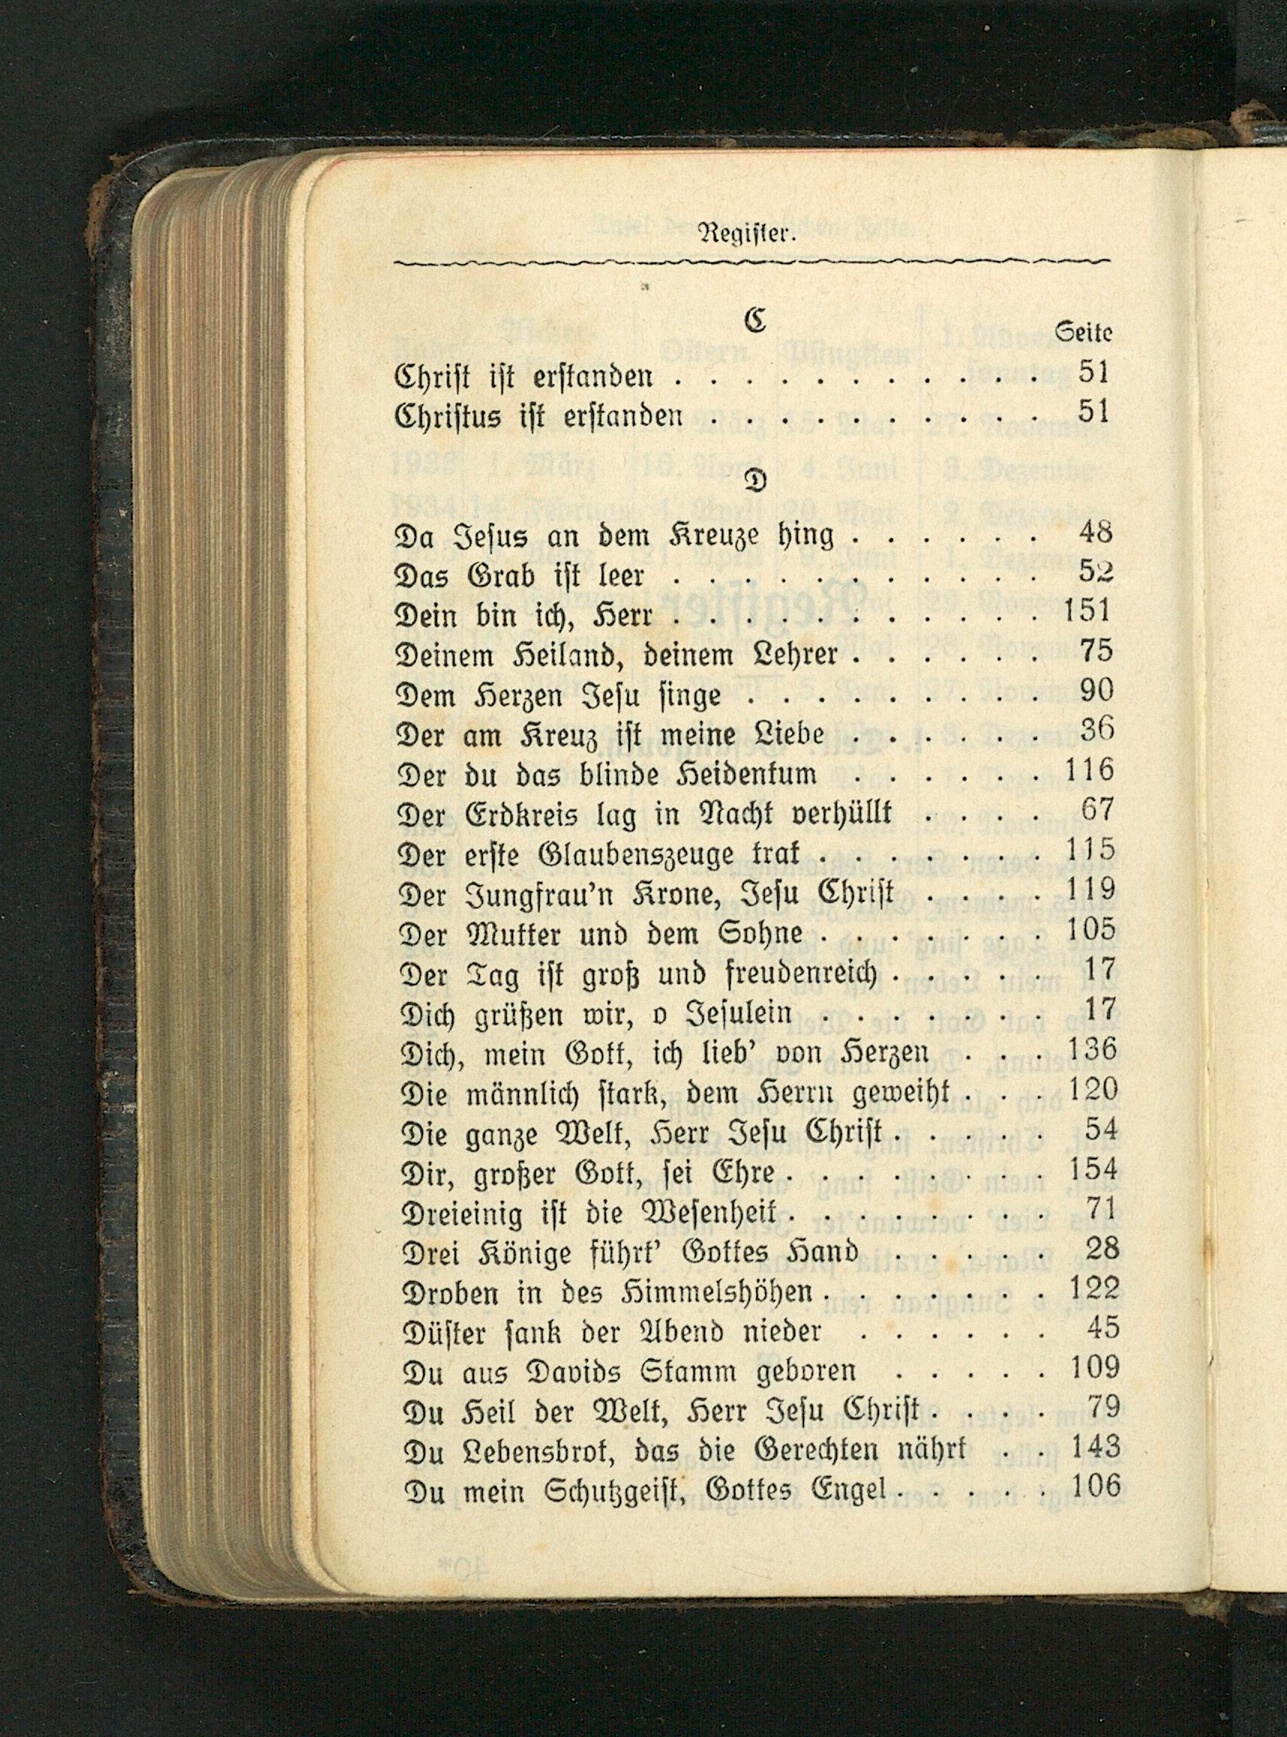 Register.
C
Seite
Christ ist erstanden . . . . . . . . . . . 51
Christus ist erstanden . . . . . . . . . . 51
D
Da Jesus an dem Kreuze hing . . . . . . 48
Das Grab ist leer . . . . . . . . . . . 52
Dein bin ich, Herr . . . . . . . . . . . 151
Deinem Heiland, deinem Lehrer . . . . . . 75
Dem Herzen Jesu singe . . . . . . . . . 90
Der am Kreuz ist meine Liebe . . . . . . 36
Der du das blinde Heidentum . . . . . . 116
Der Erdkreis lag in Nacht verhüllt . . . . 67
Der erste Glaubenszeuge trat . . . . . . . 115
Der Jungfrau'n Krone, Jesu Christ . . . . 119
Der Mutter und dem Sohne . . . . . . . 105
Der Tag ist groß und freudenreich . . . . . 17
Dich grüßen wir, o Jesulein . . . . . . . 17
Dich, mein Gott, ich lieb' von Herzen . . . 136
Die männlich stark, dem Herrn geweiht . . . 120
Die ganze Welt, Herr Jesu Christ . . . . . 54
Dir, großer Gott, sei Ehre . . . . . . . . 154
Dreieinig ist die Wesenheit . . . . . . . . 71
Drei Könige führt' Gottes Hand . . . . . 28
Droben in des Himmelshöhen . . . . . . . 122
Düster sank der Abend nieder . . . . . . 45
Du aus Davids Stamm geboren . . . . . 109
Du Heil der Welt, Herr Jesu Christ . . . . 79
Du Lebensbrot, das die Gerechten nährt . . 143
Du mein Schutzgeist, Gottes Engel . . . . . 106